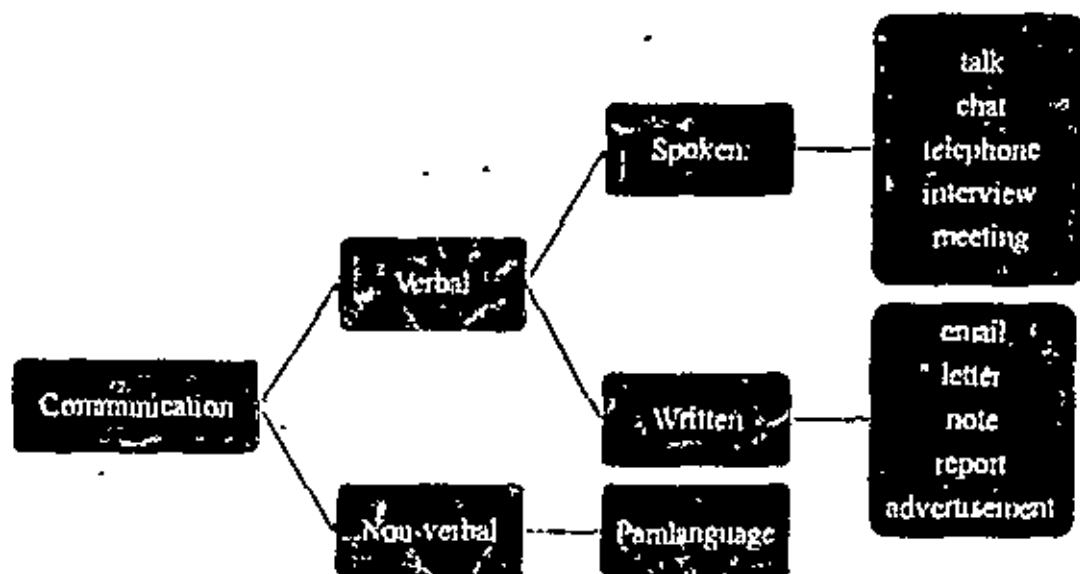 Communication
Verbal
Non-verbal
Spoken:
Written
Paralanguage
talk
chat
telephone
interview
meeting
email
letter
note
report
advertisement